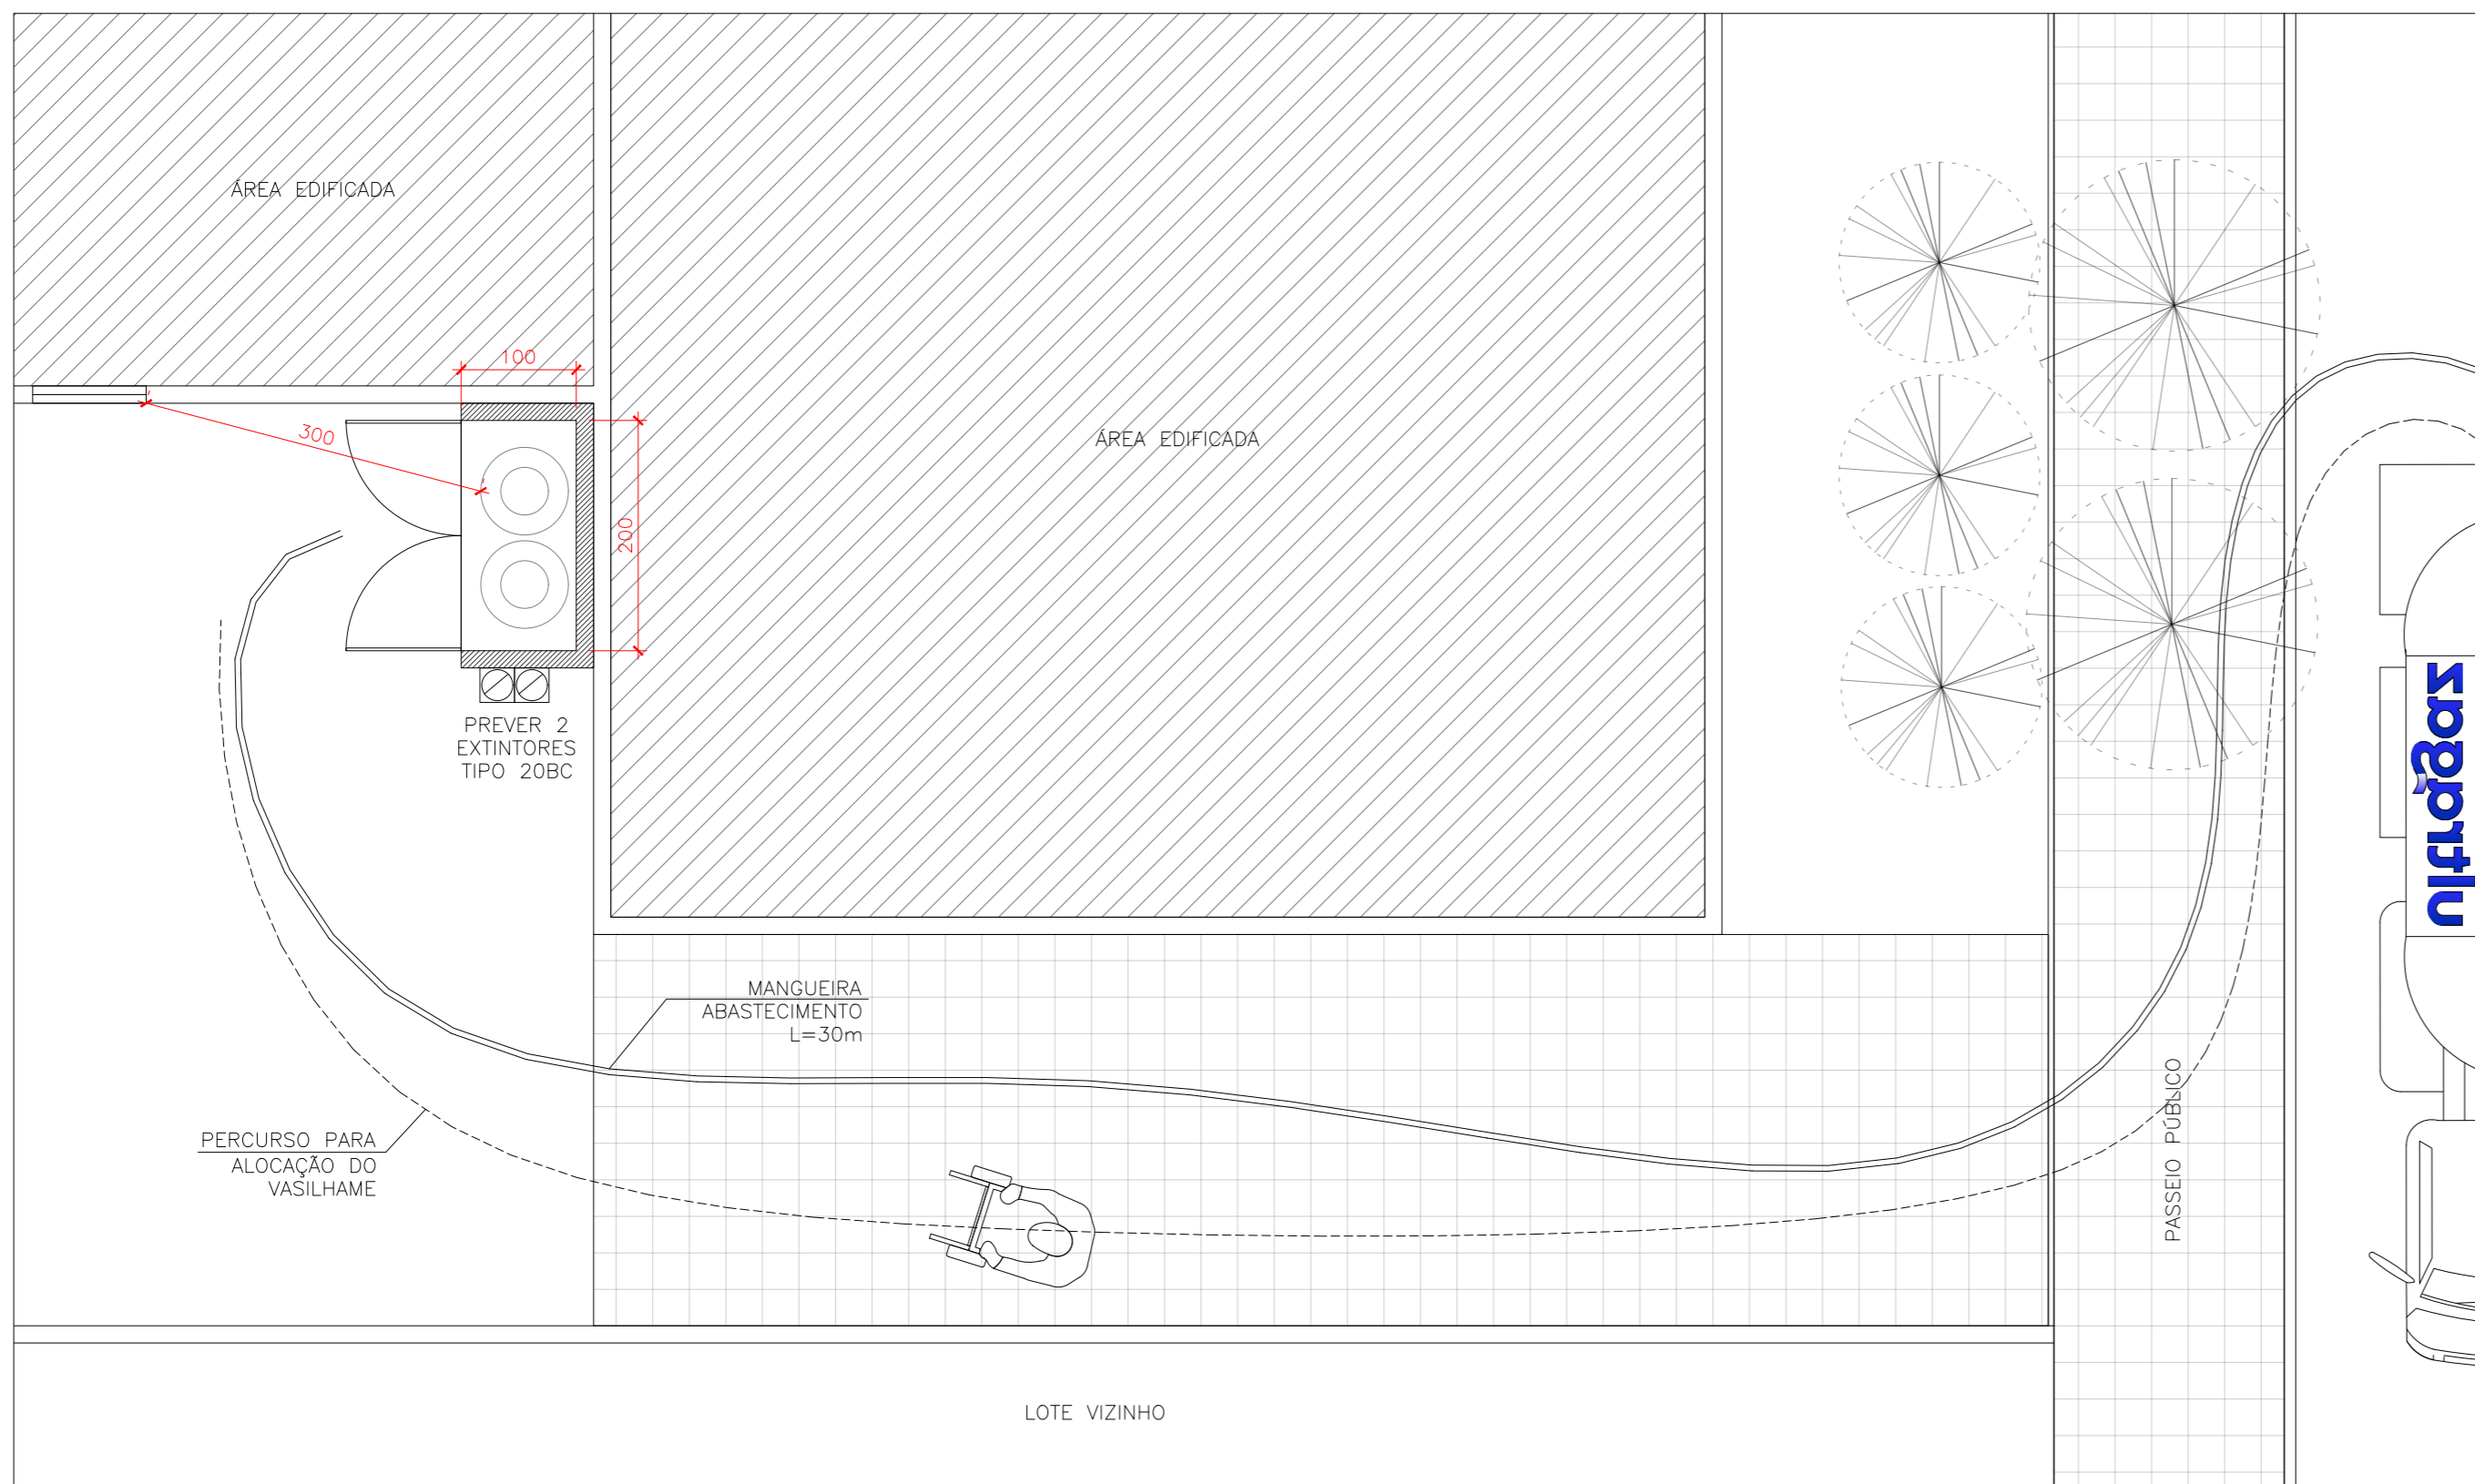 ÁREA EDIFICADA
100
300
ÁREA EDIFICADA
200
PREVER 2
EXTINTORES
TIPO 20BC
ultragaz
MANGUEIRA
ABASTECIMENTO
L=30m
PERCURSO PARA
ALOCAÇÃO DO
VASILHAME
PASSEIO PÚBLICO
LOTE VIZINHO